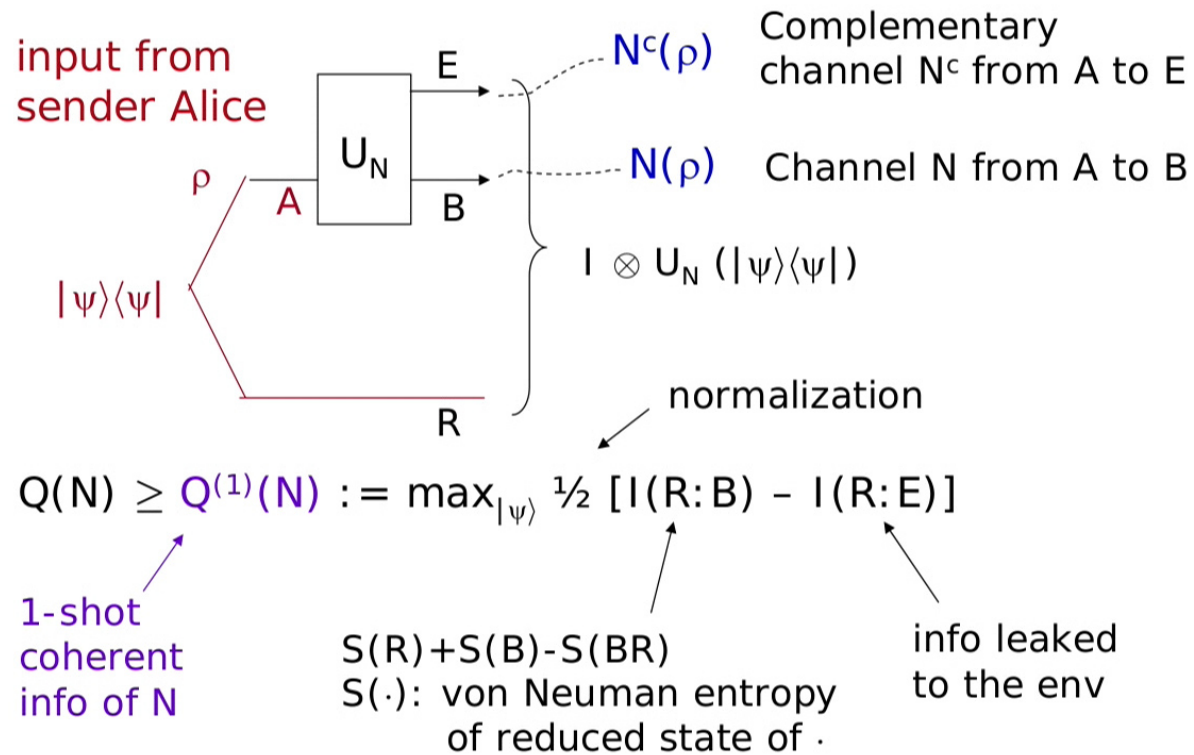 input from
sender Alice
E
Nᶜ(ρ)
Complementary
channel Nᶜ from A to E
ρ
A
U_N
B
N(ρ)
Channel N from A to B
|ψ⟩⟨ψ|
I ⊗ U_N (|ψ⟩⟨ψ|)
R
normalization
Q(N) ≥ Q⁽¹⁾(N) := max_|ψ⟩ ½ [I(R:B) – I(R:E)]
1-shot
coherent
info of N
S(R)+S(B)-S(BR)
S(·): von Neuman entropy
of reduced state of ·
info leaked
to the env